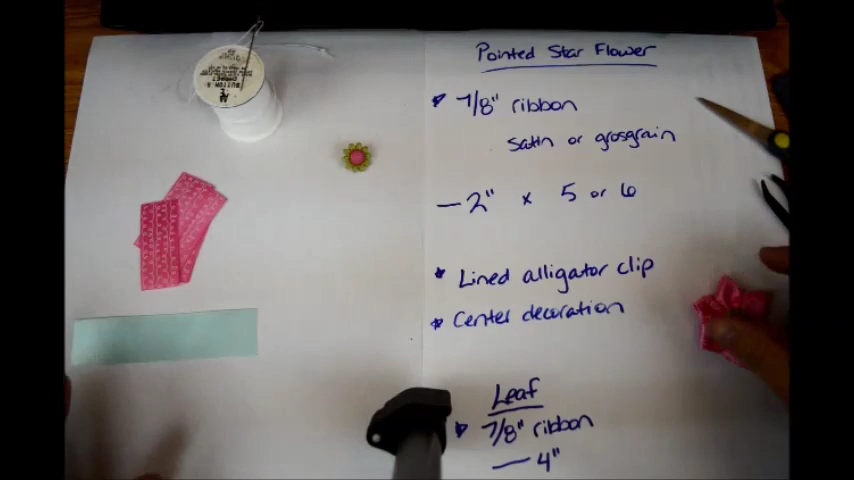 Pointed Star Flower
* 7/8" ribbon
satin or grosgrain
— 2" x 5 or 6
* Lined alligator clip
* Center decoration
Leaf
* 7/8" ribbon
— 4"